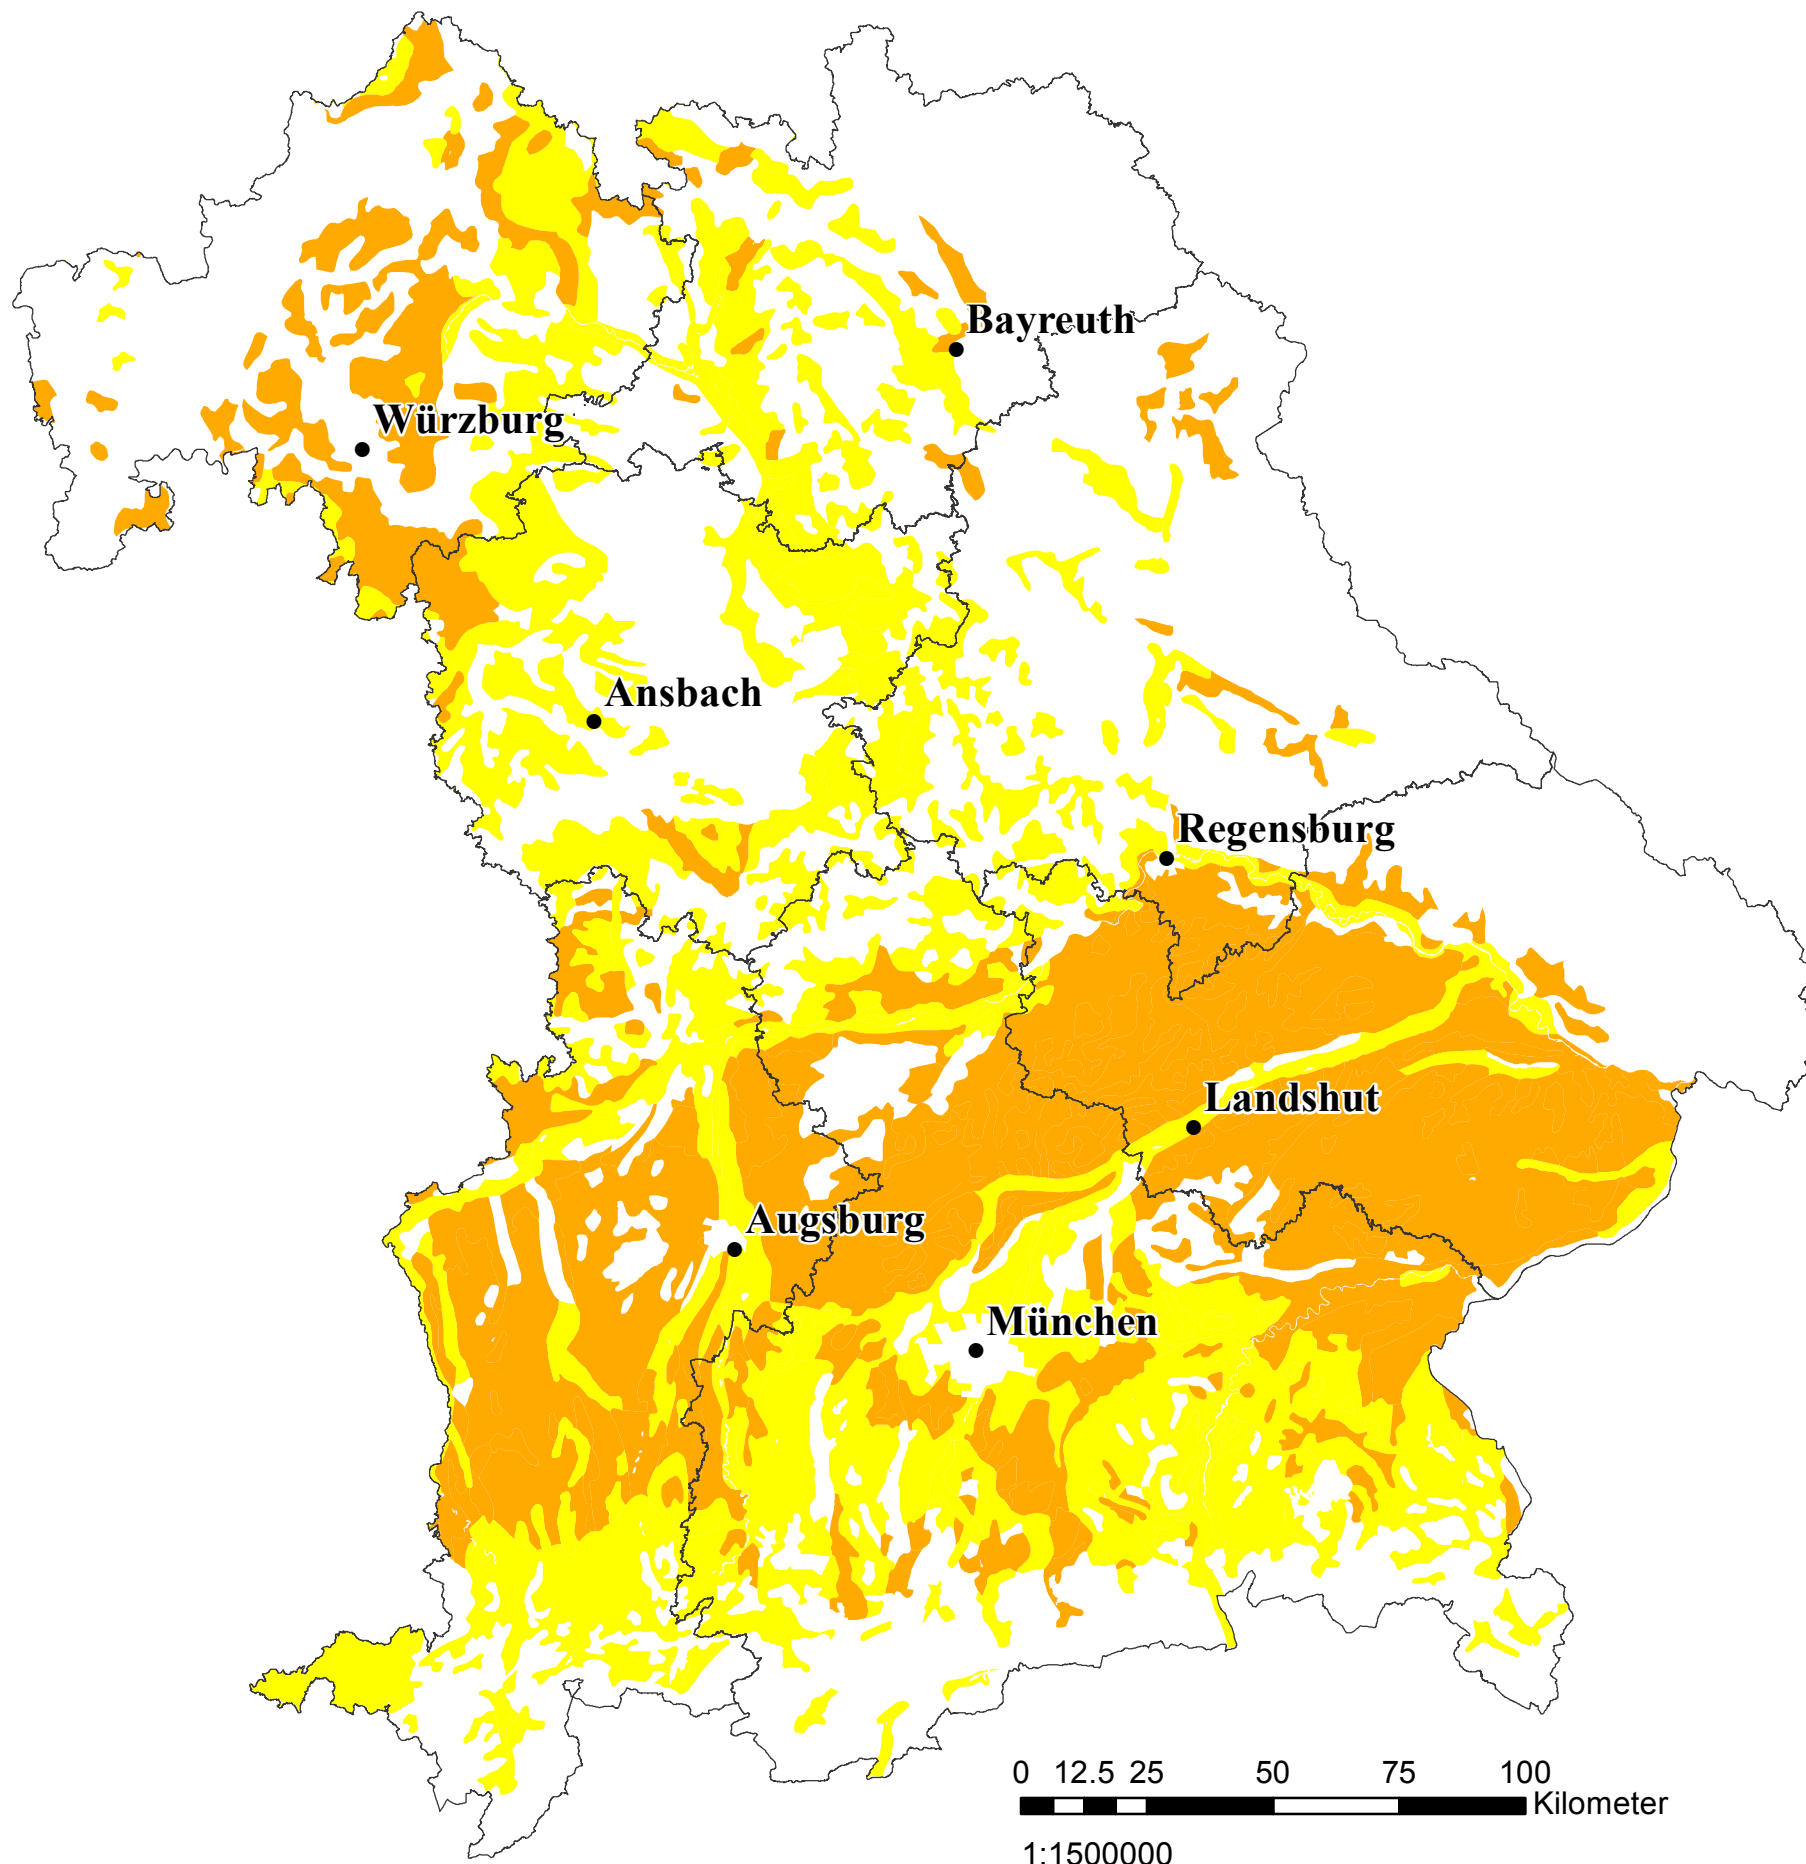 Bayreuth
Würzburg
Ansbach
Regensburg
Landshut
Augsburg
München
0 12.5 25 50 75 100
Kilometer
1:1500000